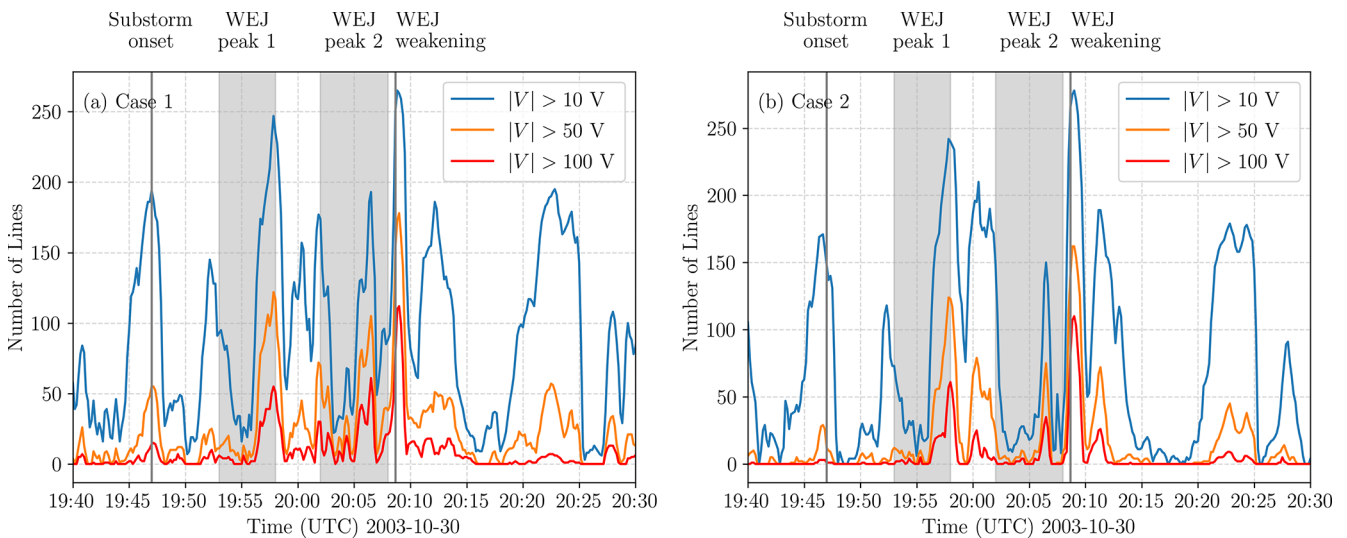 Substorm onset
WEJ peak 1
WEJ peak 2
WEJ weakening
(a) Case 1
|V| > 10 V
|V| > 50 V
|V| > 100 V
Number of Lines
250
200
150
100
50
0
19:40 19:45 19:50 19:55 20:00 20:05 20:10 20:15 20:20 20:25 20:30
Time (UTC) 2003-10-30
Substorm onset
WEJ peak 1
WEJ peak 2
WEJ weakening
(b) Case 2
|V| > 10 V
|V| > 50 V
|V| > 100 V
Number of Lines
250
200
150
100
50
0
19:40 19:45 19:50 19:55 20:00 20:05 20:10 20:15 20:20 20:25 20:30
Time (UTC) 2003-10-30